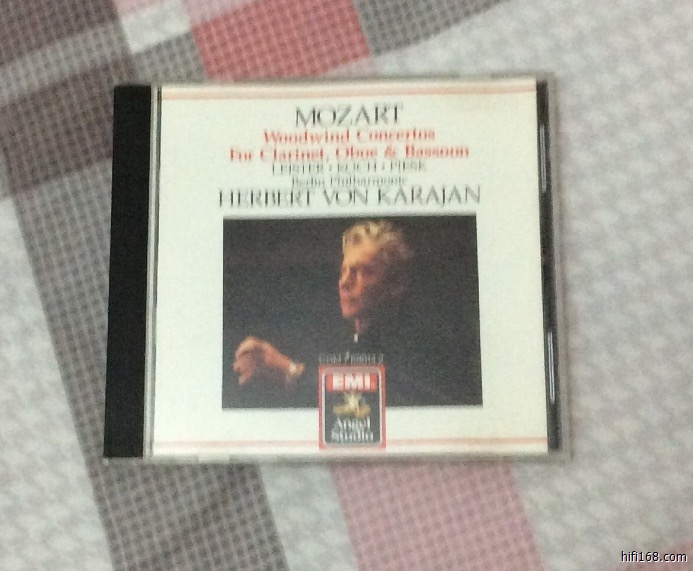 MOZART
Woodwind Concertos
For Clarinet, Oboe & Bassoon
LEISTER • KOCH • PIESK
Berlin Philharmonic
HERBERT VON KARAJAN
EMI
Angel
Studio
hifi168.com